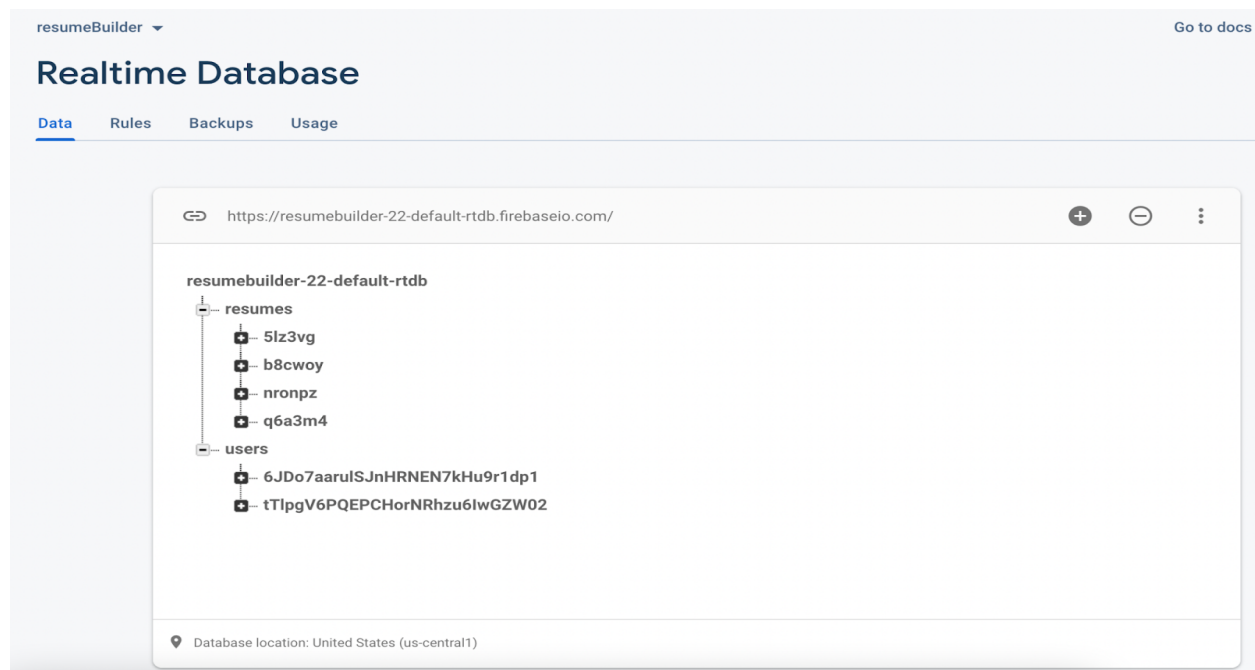 resumeBuilder
Go to docs
Realtime Database
Data Rules Backups Usage
https://resumebuilder-22-default-rtdb.firebaseio.com/
resumebuilder-22-default-rtdb
resumes
5lz3vg
b8cwoy
nronpz
q6a3m4
users
6JDo7aarulSJnHRNEN7kHu9r1dp1
tTlpgV6PQEPCHorNRhzu6IwGZW02
Database location: United States (us-central1)